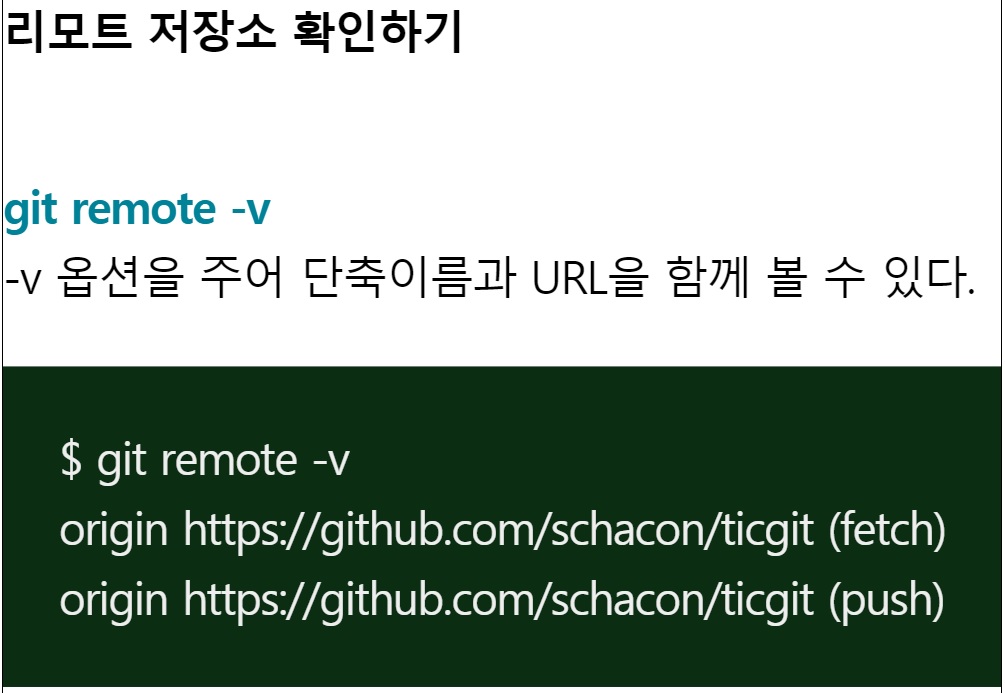 리모트 저장소 확인하기
git remote -v
-v 옵션을 주어 단축이름과 URL을 함께 볼 수 있다.
$ git remote -v
origin https://github.com/schacon/ticgit (fetch)
origin https://github.com/schacon/ticgit (push)